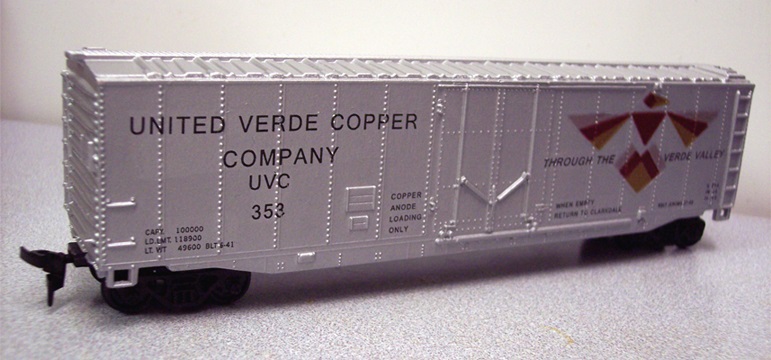 UNITED VERDE COPPER
COMPANY
UVC
353
CAPY. 100000
LD. LMT. 118900
LT. WT 49600 BLT 8-41
COPPER
ANODE
LOADING
ONLY
THROUGH THE VERDE VALLEY
WHEN EMPTY
RETURN TO CLARKDALE